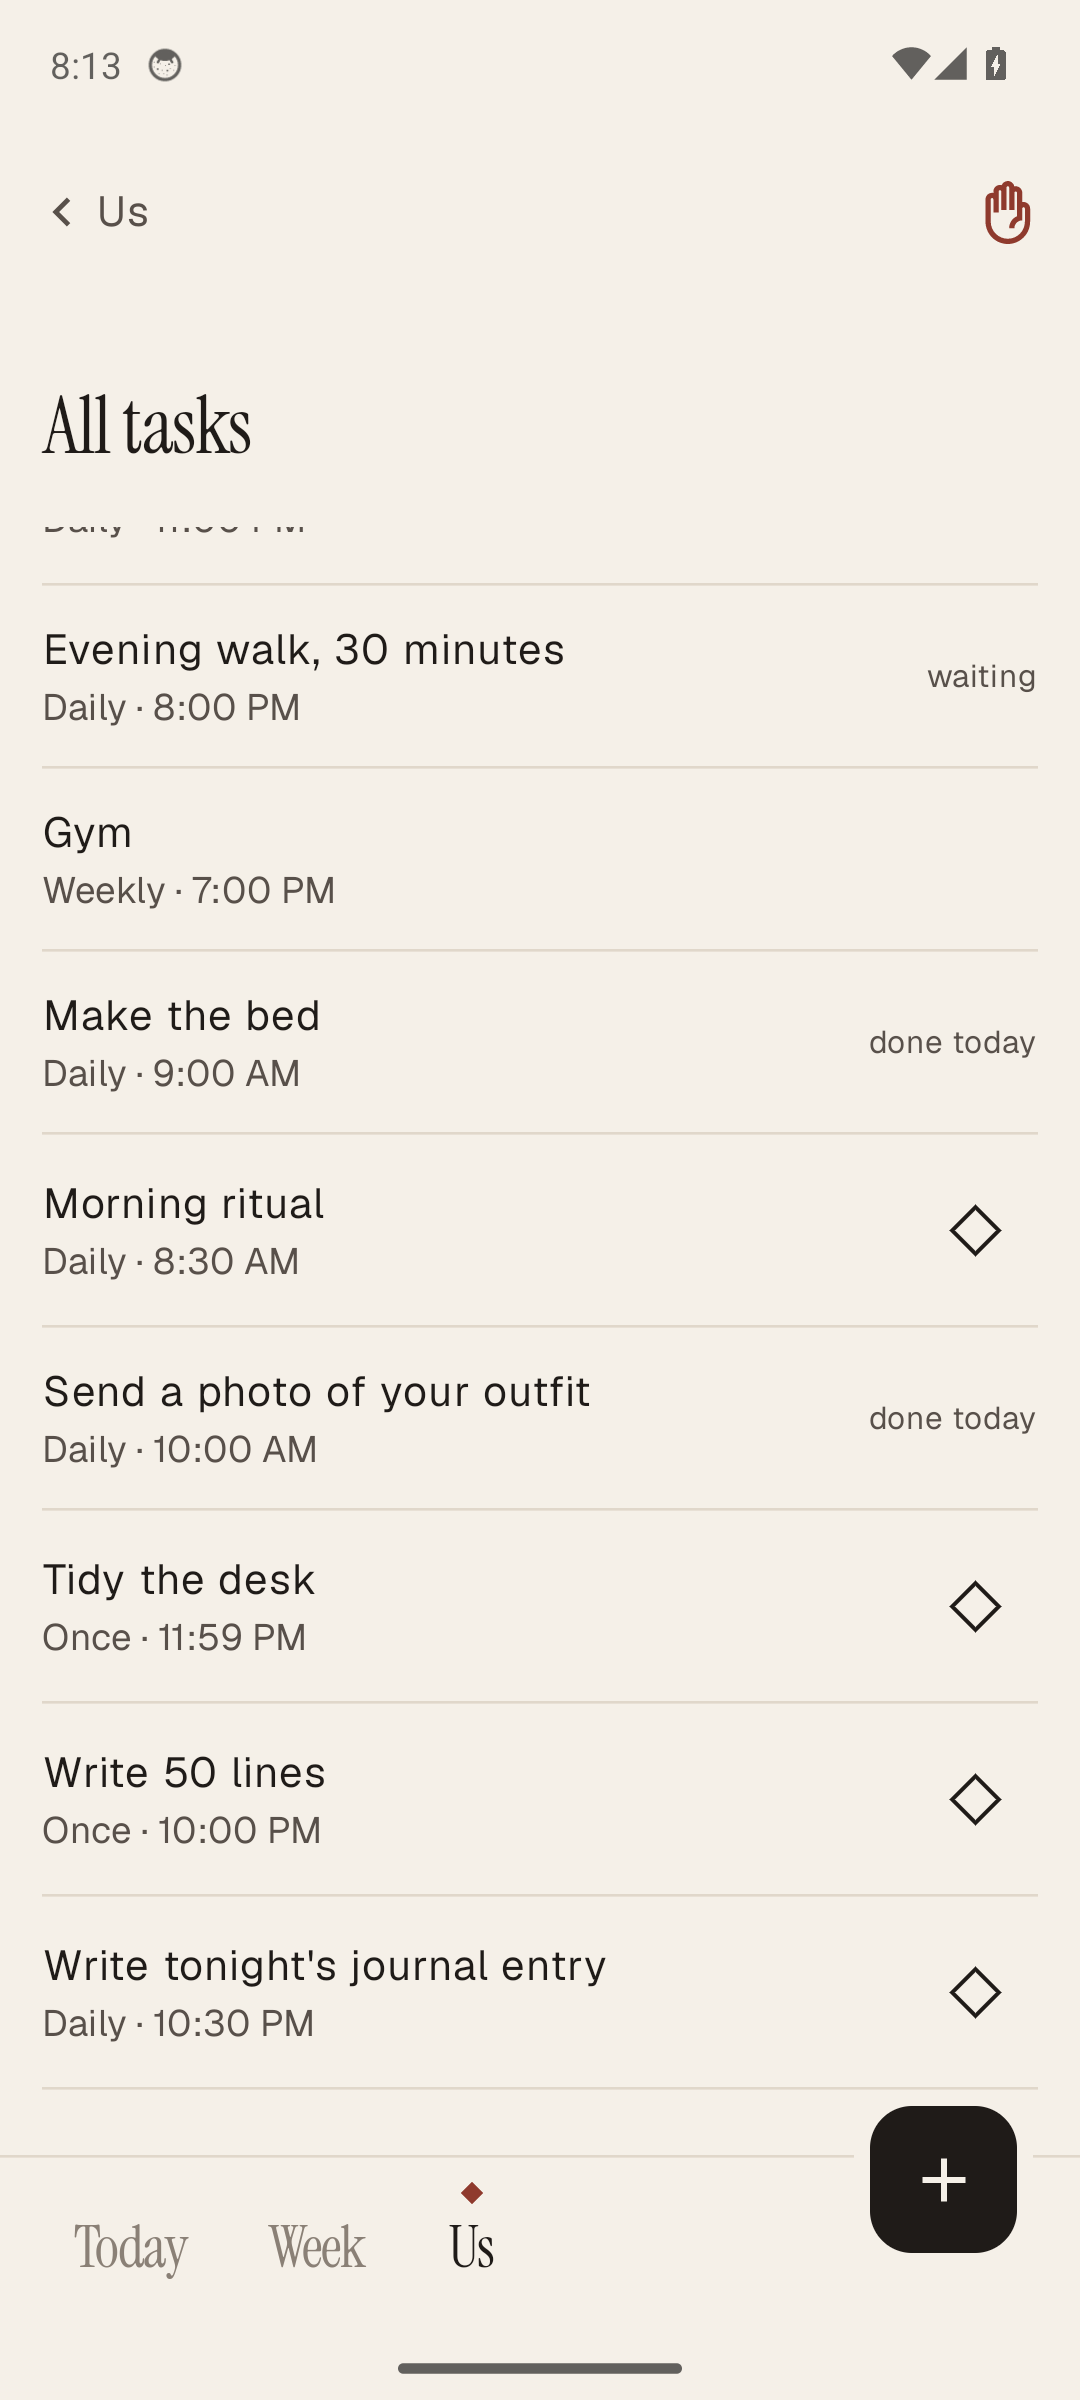 8:13
Us
All tasks
Evening walk, 30 minutes
Daily · 8:00 PM
waiting
Gym
Weekly · 7:00 PM
Make the bed
Daily · 9:00 AM
done today
Morning ritual
Daily · 8:30 AM
Send a photo of your outfit
Daily · 10:00 AM
done today
Tidy the desk
Once · 11:59 PM
Write 50 lines
Once · 10:00 PM
Write tonight's journal entry
Daily · 10:30 PM
Today
Week
Us